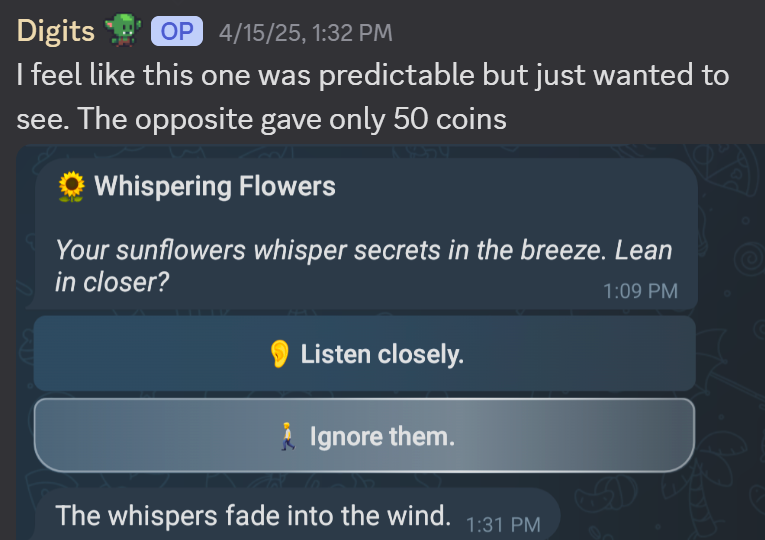 Digits OP 4/15/25, 1:32 PM
I feel like this one was predictable but just wanted to
see. The opposite gave only 50 coins
🌻 Whispering Flowers
Your sunflowers whisper secrets in the breeze. Lean
in closer?
1:09 PM
👂 Listen closely.
🚶 Ignore them.
The whispers fade into the wind. 1:31 PM